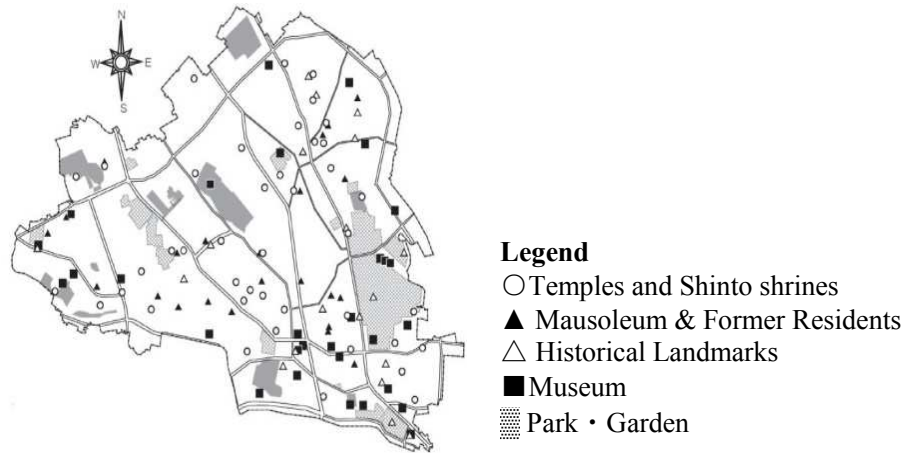 N
W E
S
Legend
○Temples and Shinto shrines
▲ Mausoleum & Former Residents
△ Historical Landmarks
■Museum
Park・Garden